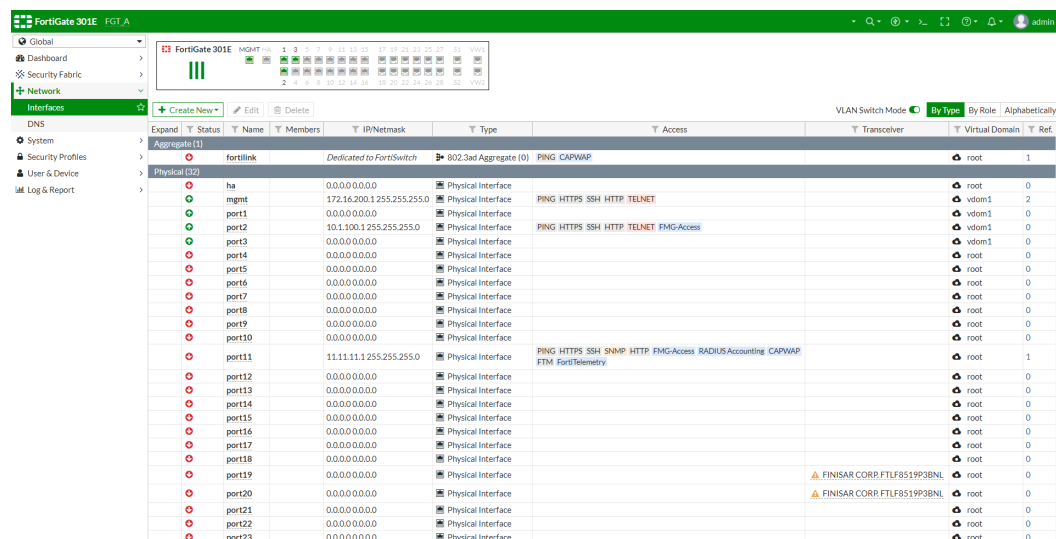 FortiGate 301E FGT_A
admin
Global
Dashboard
Security Fabric
Network
Interfaces
DNS
System
Security Profiles
User & Device
Log & Report
FortiGate 301E MGMT HA 1 3 5 7 9 11 13 15 17 19 21 23 25 27 S1 VW1
2 4 6 8 10 12 14 16 18 20 22 24 26 28 S2 VW2
+ Create New Edit Delete VLAN Switch Mode By Type By Role Alphabetically
Expand Status Name Members IP/Netmask Type Access Transceiver Virtual Domain Ref.
Aggregate (1)
fortilink Dedicated to FortiSwitch 802.3ad Aggregate (0) PING CAPWAP root 1
Physical (32)
ha 0.0.0.0 0.0.0.0 Physical Interface root 0
mgmt 172.16.200.1 255.255.255.0 Physical Interface PING HTTPS SSH HTTP TELNET vdom1 2
port1 0.0.0.0 0.0.0.0 Physical Interface vdom1 0
port2 10.1.100.1 255.255.255.0 Physical Interface PING HTTPS SSH HTTP TELNET FMG-Access vdom1 0
port3 0.0.0.0 0.0.0.0 Physical Interface vdom1 0
port4 0.0.0.0 0.0.0.0 Physical Interface root 0
port5 0.0.0.0 0.0.0.0 Physical Interface root 0
port6 0.0.0.0 0.0.0.0 Physical Interface root 0
port7 0.0.0.0 0.0.0.0 Physical Interface root 0
port8 0.0.0.0 0.0.0.0 Physical Interface root 0
port9 0.0.0.0 0.0.0.0 Physical Interface root 0
port10 0.0.0.0 0.0.0.0 Physical Interface root 0
port11 11.11.11.1 255.255.255.0 Physical Interface PING HTTPS SSH SNMP HTTP FMG-Access RADIUS Accounting CAPWAP root 1
FTM FortiTelemetry
port12 0.0.0.0 0.0.0.0 Physical Interface root 0
port13 0.0.0.0 0.0.0.0 Physical Interface root 0
port14 0.0.0.0 0.0.0.0 Physical Interface root 0
port15 0.0.0.0 0.0.0.0 Physical Interface root 0
port16 0.0.0.0 0.0.0.0 Physical Interface root 0
port17 0.0.0.0 0.0.0.0 Physical Interface root 0
port18 0.0.0.0 0.0.0.0 Physical Interface root 0
port19 0.0.0.0 0.0.0.0 Physical Interface FINISAR CORP. FTLF8519P3BNL root 0
port20 0.0.0.0 0.0.0.0 Physical Interface FINISAR CORP. FTLF8519P3BNL root 0
port21 0.0.0.0 0.0.0.0 Physical Interface root 0
port22 0.0.0.0 0.0.0.0 Physical Interface root 0
port23 0.0.0.0 0.0.0.0 Physical Interface root 0